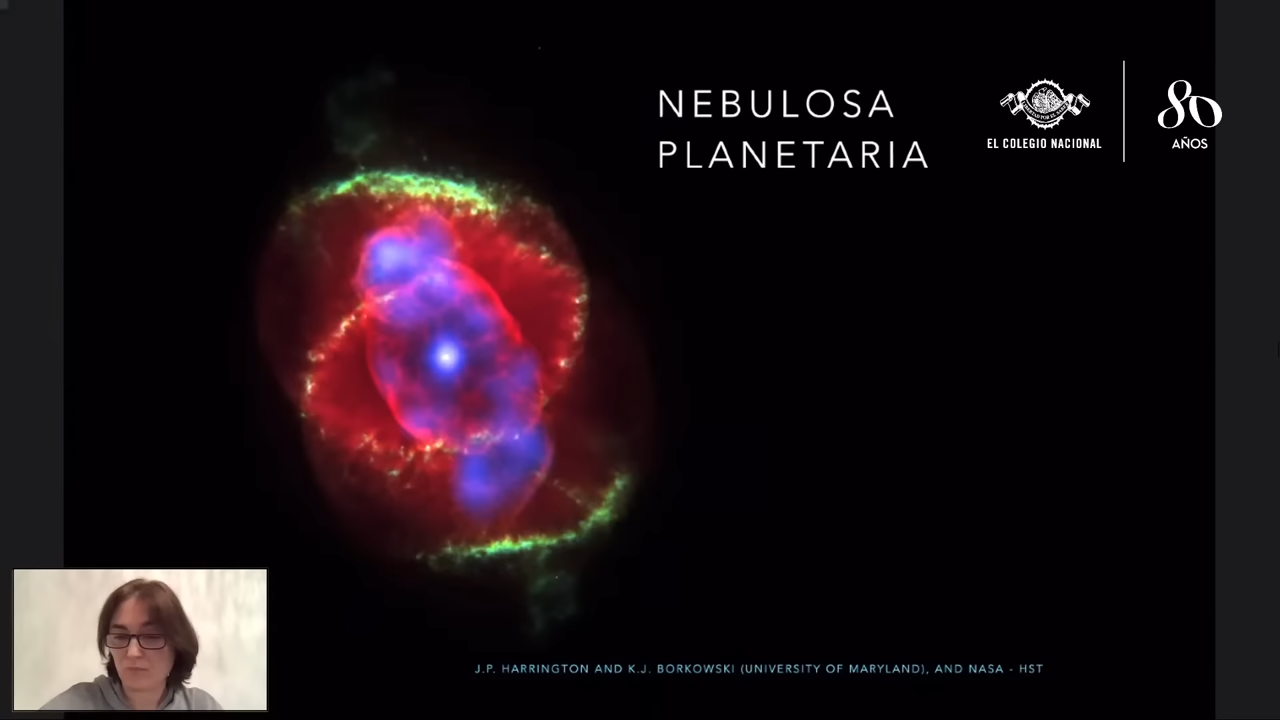 NEBULOSA
PLANETARIA
EL COLEGIO NACIONAL
80
AÑOS
J.P. HARRINGTON AND K.J. BORKOWSKI (UNIVERSITY OF MARYLAND), AND NASA - HST